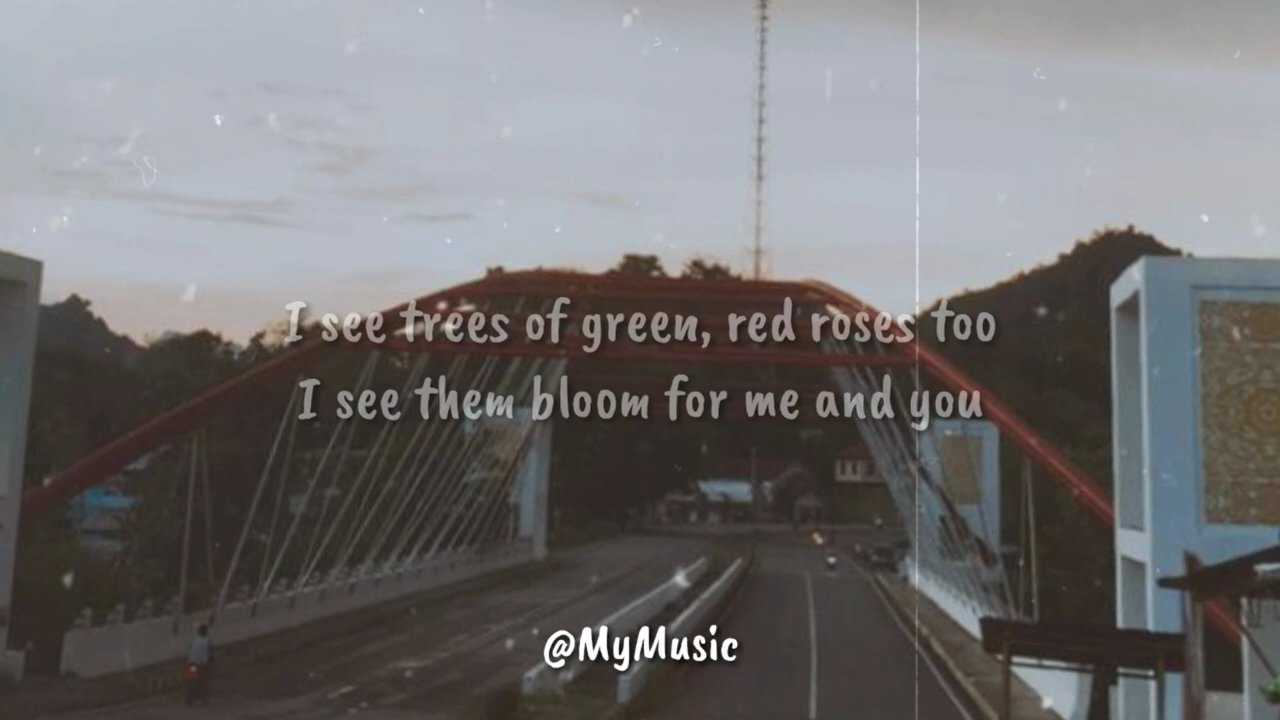 I see trees of green, red roses too
I see them bloom for me and you
@MyMusic